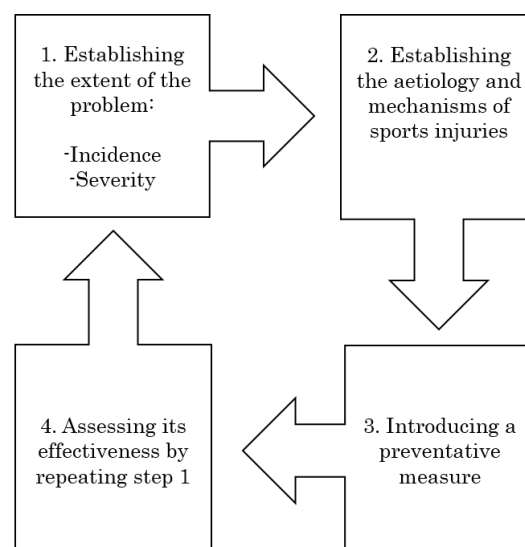 1. Establishing
the extent of the
problem:
-Incidence
-Severity
2. Establishing
the aetiology and
mechanisms of
sports injuries
3. Introducing a
preventative
measure
4. Assessing its
effectiveness by
repeating step 1